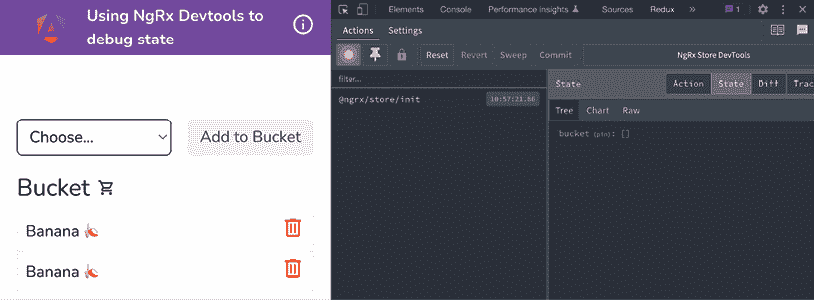 Using NgRx Devtools to
debug state
Choose...
Add to Bucket
Bucket
Banana
Banana
Elements Console Performance insights Sources Redux » 1
Actions Settings
Reset Revert Sweep Commit NgRx Store DevTools
filter...
@ngrx/store/init 10:57:21.66
State Action State Diff Trac
Tree Chart Raw
bucket (pin): []